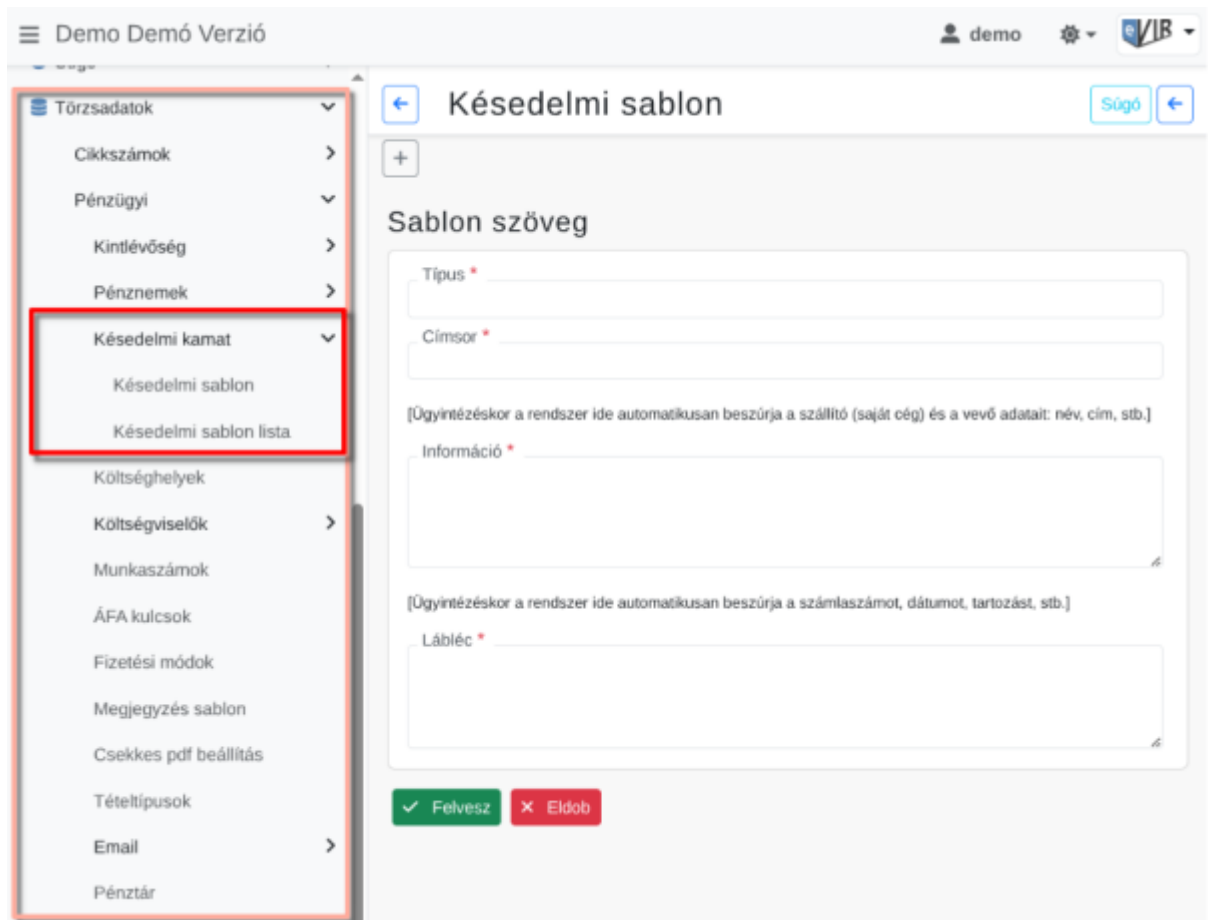 Demo Demó Verzió
demo
eVIR
Törzsadatok
Cikkszámok
Pénzügyi
Kintlévőség
Pénznemek
Késedelmi kamat
Késedelmi sablon
Késedelmi sablon lista
Költséghelyek
Költségviselők
Munkaszámok
ÁFA kulcsok
Fizetési módok
Megjegyzés sablon
Csekkes pdf beállítás
Tételtípusok
Email
Pénztár
Késedelmi sablon
Súgó
Sablon szöveg
Típus *
Címsor *
[Ügyintézéskor a rendszer ide automatikusan beszúrja a szállító (saját cég) és a vevő adatait: név, cím, stb.]
Információ *
[Ügyintézéskor a rendszer ide automatikusan beszúrja a számlaszámot, dátumot, tartozást, stb.]
Lábléc *
Felvesz
Eldob